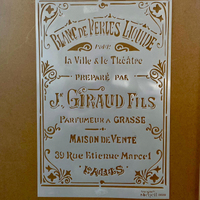 Blanc de Perles Liquide
pour
la Ville & le Théâtre
Préparé par
J. Giraud Fils
Parfumeur à Grasse
Maison de Vente
39 Rue Etienne Marcel
Paris